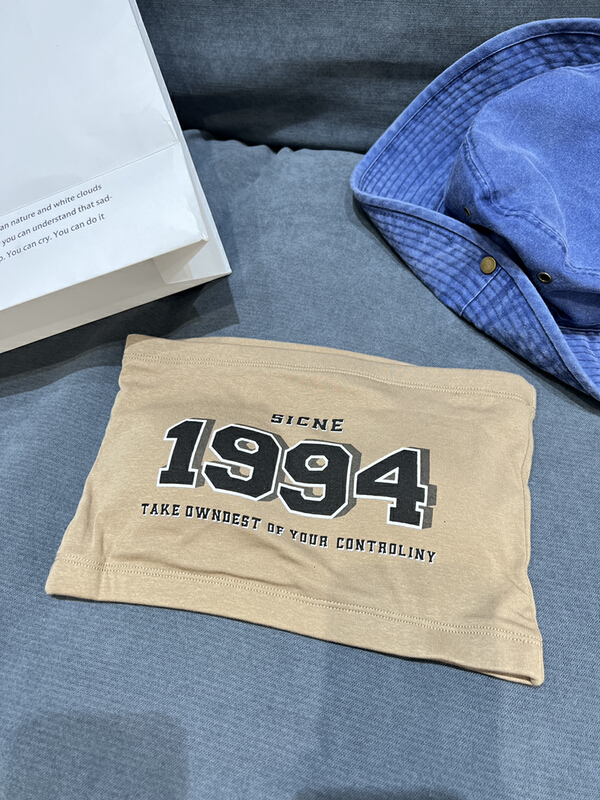 an nature and white clouds
you can understand that sad-
o. You can cry. You can do it
SICNE
1994
TAKE OWNDEST OF YOUR CONTROLINY